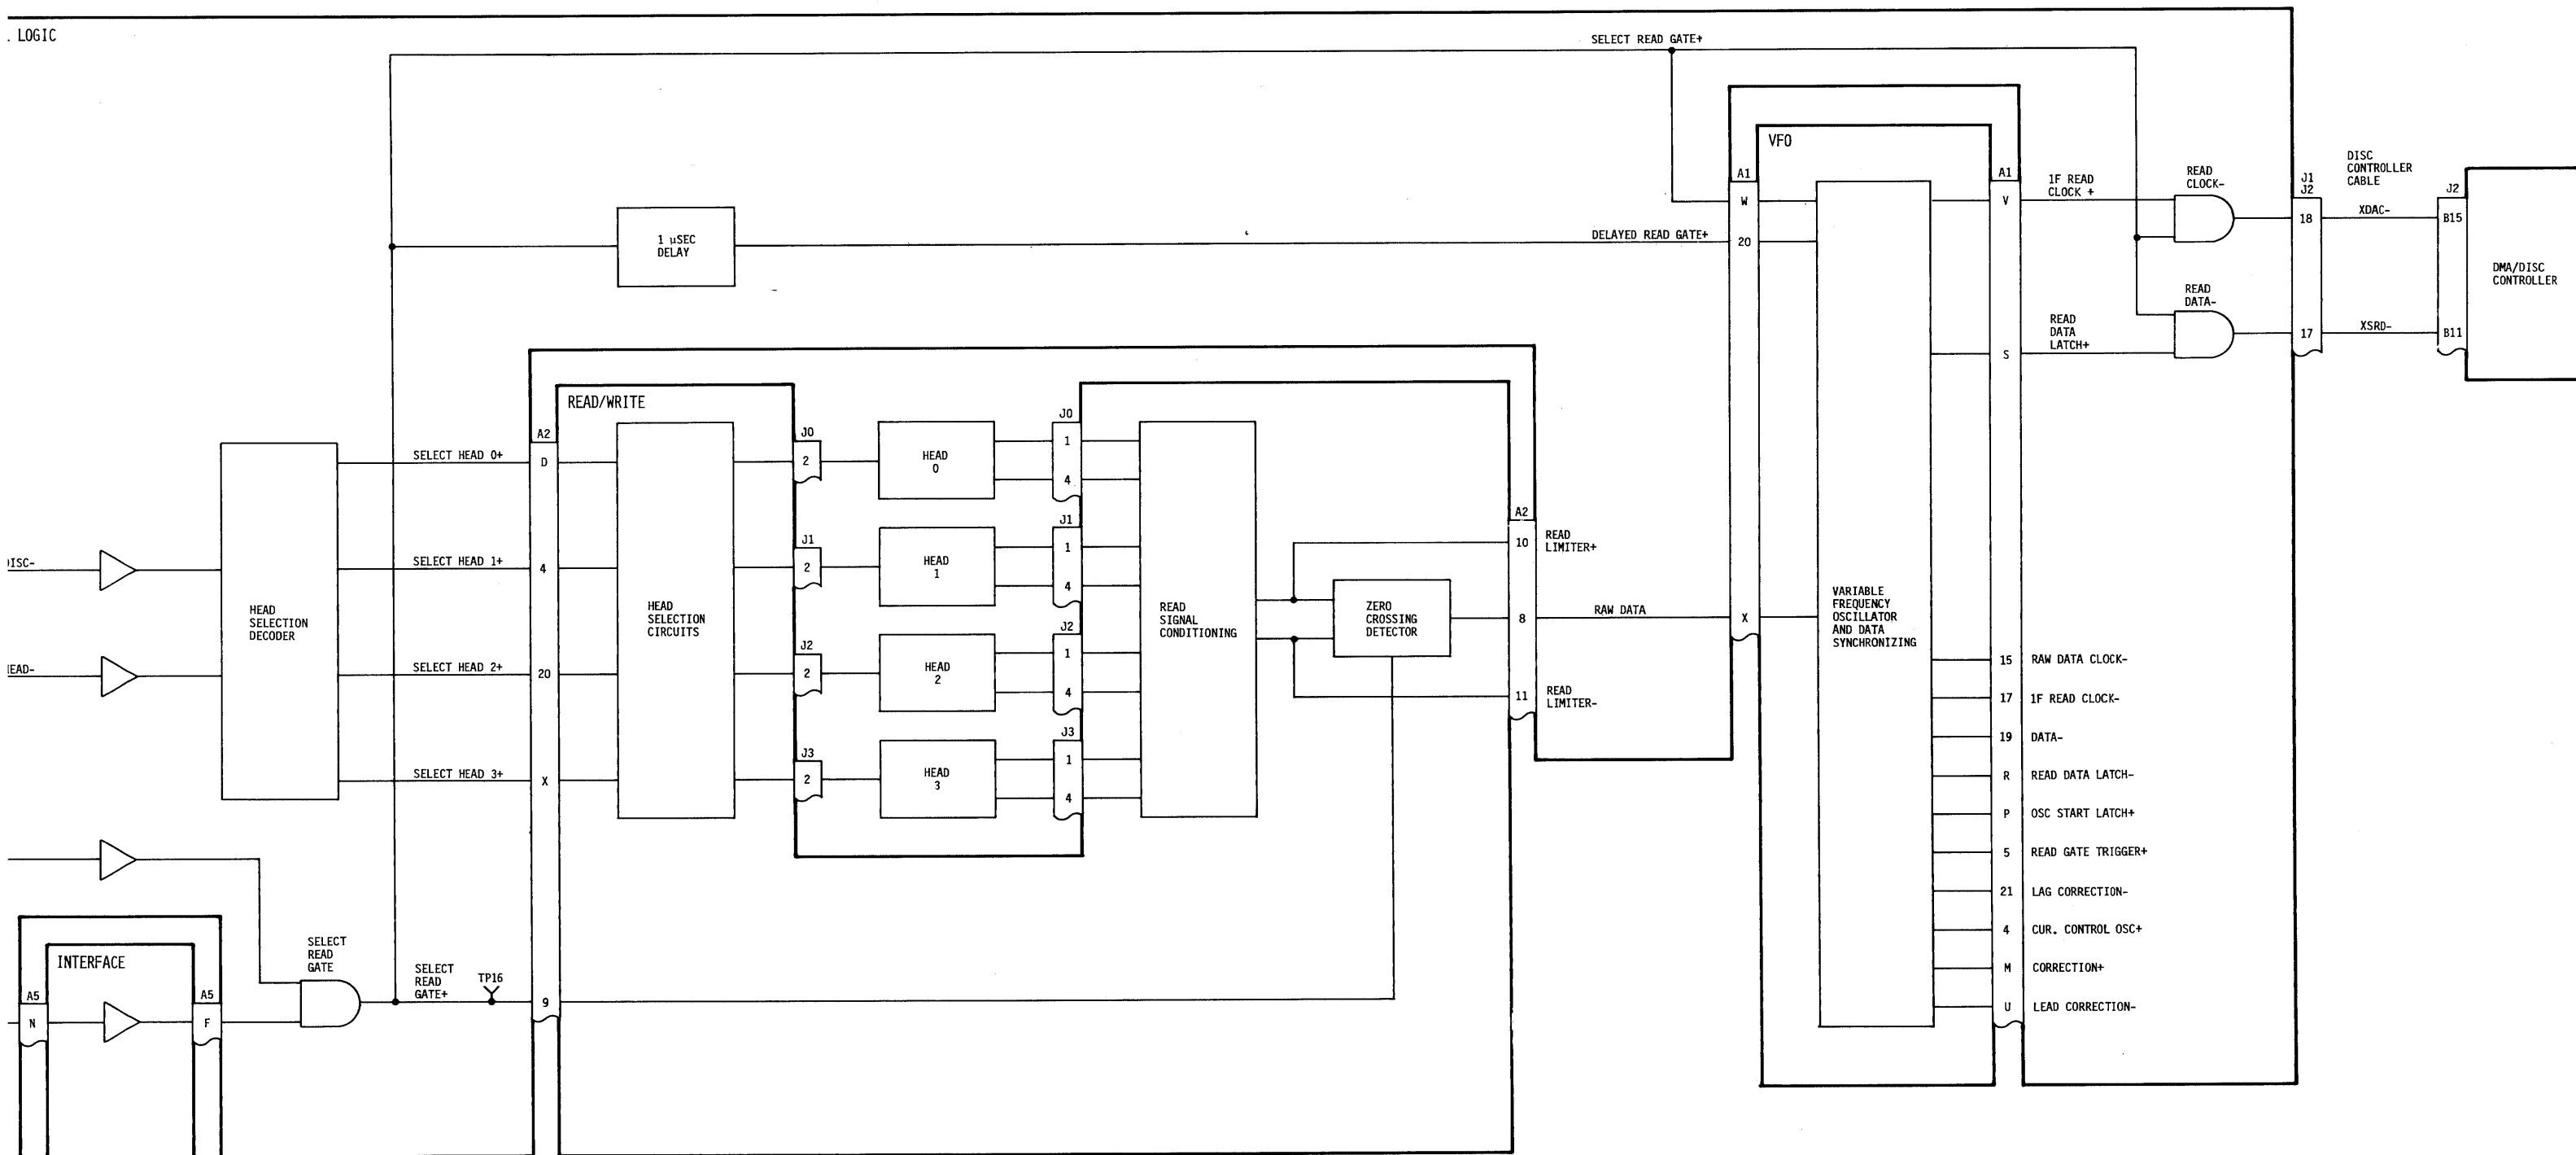 . LOGIC
SELECT READ GATE+
VFO
A1
W
20
X
A1
V
S
15
17
19
R
P
5
21
4
M
U
1F READ
CLOCK +
READ
CLOCK-
READ
DATA-
READ
DATA
LATCH+
J1
J2
18
17
DISC
CONTROLLER
CABLE
XDAC-
XSRD-
J2
B15
B11
DMA/DISC
CONTROLLER
1 µSEC
DELAY
DELAYED READ GATE+
READ/WRITE
A2
D
4
20
X
9
DISC-
HEAD-
HEAD
SELECTION
DECODER
SELECT HEAD 0+
SELECT HEAD 1+
SELECT HEAD 2+
SELECT HEAD 3+
HEAD
SELECTION
CIRCUITS
J0
2
J1
2
J2
2
J3
2
HEAD
0
HEAD
1
HEAD
2
HEAD
3
J0
1
4
J1
1
4
J2
1
4
J3
1
4
READ
SIGNAL
CONDITIONING
ZERO
CROSSING
DETECTOR
A2
10
8
11
READ
LIMITER+
RAW DATA
READ
LIMITER-
VARIABLE
FREQUENCY
OSCILLATOR
AND DATA
SYNCHRONIZING
RAW DATA CLOCK-
1F READ CLOCK-
DATA-
READ DATA LATCH-
OSC START LATCH+
READ GATE TRIGGER+
LAG CORRECTION-
CUR. CONTROL OSC+
CORRECTION+
LEAD CORRECTION-
INTERFACE
A5
N
A5
F
SELECT
READ
GATE
SELECT
READ
GATE+
TP16